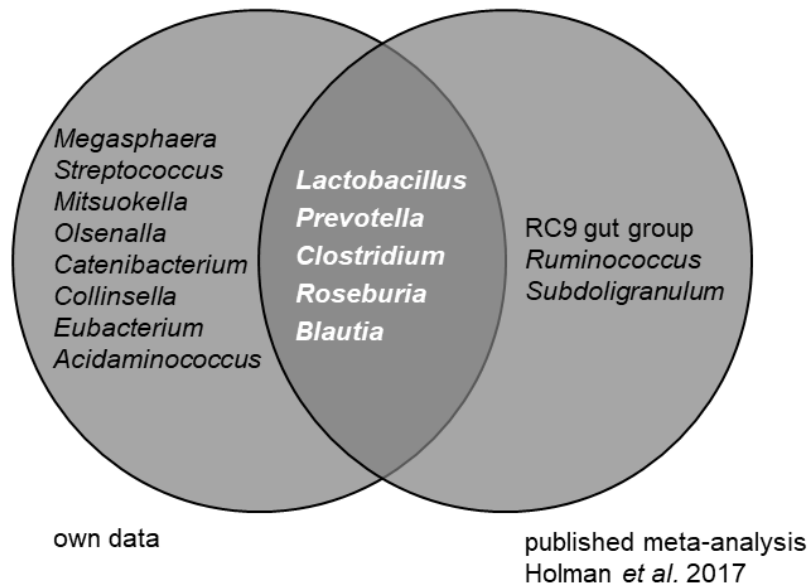 Megasphaera
Streptococcus
Mitsuokella
Olsenalla
Catenibacterium
Collinsella
Eubacterium
Acidaminococcus
Lactobacillus
Prevotella
Clostridium
Roseburia
Blautia
RC9 gut group
Ruminococcus
Subdoligranulum
own data
published meta-analysis
Holman et al. 2017